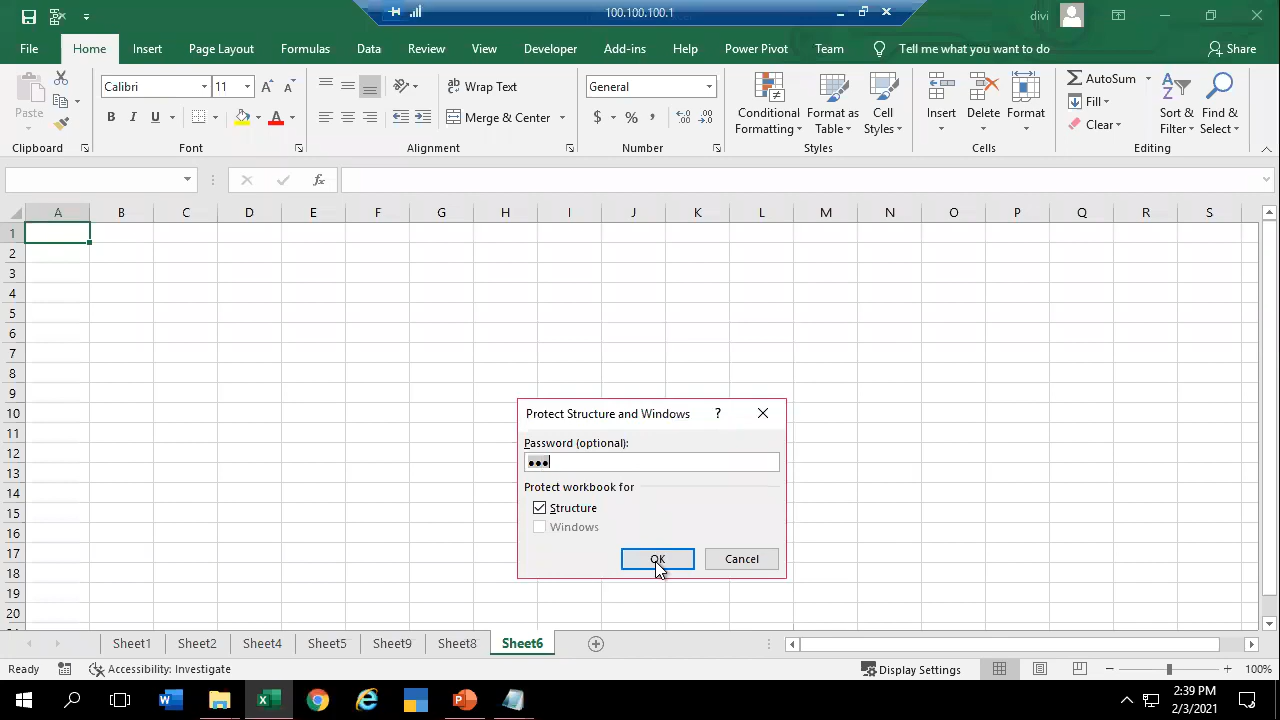 100.100.100.1
divi
File Home Insert Page Layout Formulas Data Review View Developer Add-ins Help Power Pivot Team Tell me what you want to do Share
Paste
Calibri 11
B I U A
Wrap Text
Merge & Center
General
$ % ,
Conditional Formatting
Format as Table
Cell Styles
Insert Delete Format
AutoSum
Fill
Clear
Sort & Filter
Find & Select
Clipboard Font Alignment Number Styles Cells Editing
fx
A B C D E F G H I J K L M N O P Q R S
1
2
3
4
5
6
7
8
9
10
11
12
13
14
15
16
17
18
19
20
Protect Structure and Windows ?
Password (optional):
•••
Protect workbook for
Structure
Windows
OK Cancel
Sheet1 Sheet2 Sheet4 Sheet5 Sheet9 Sheet8 Sheet6
Ready Accessibility: Investigate Display Settings 100%
2:39 PM
2/3/2021